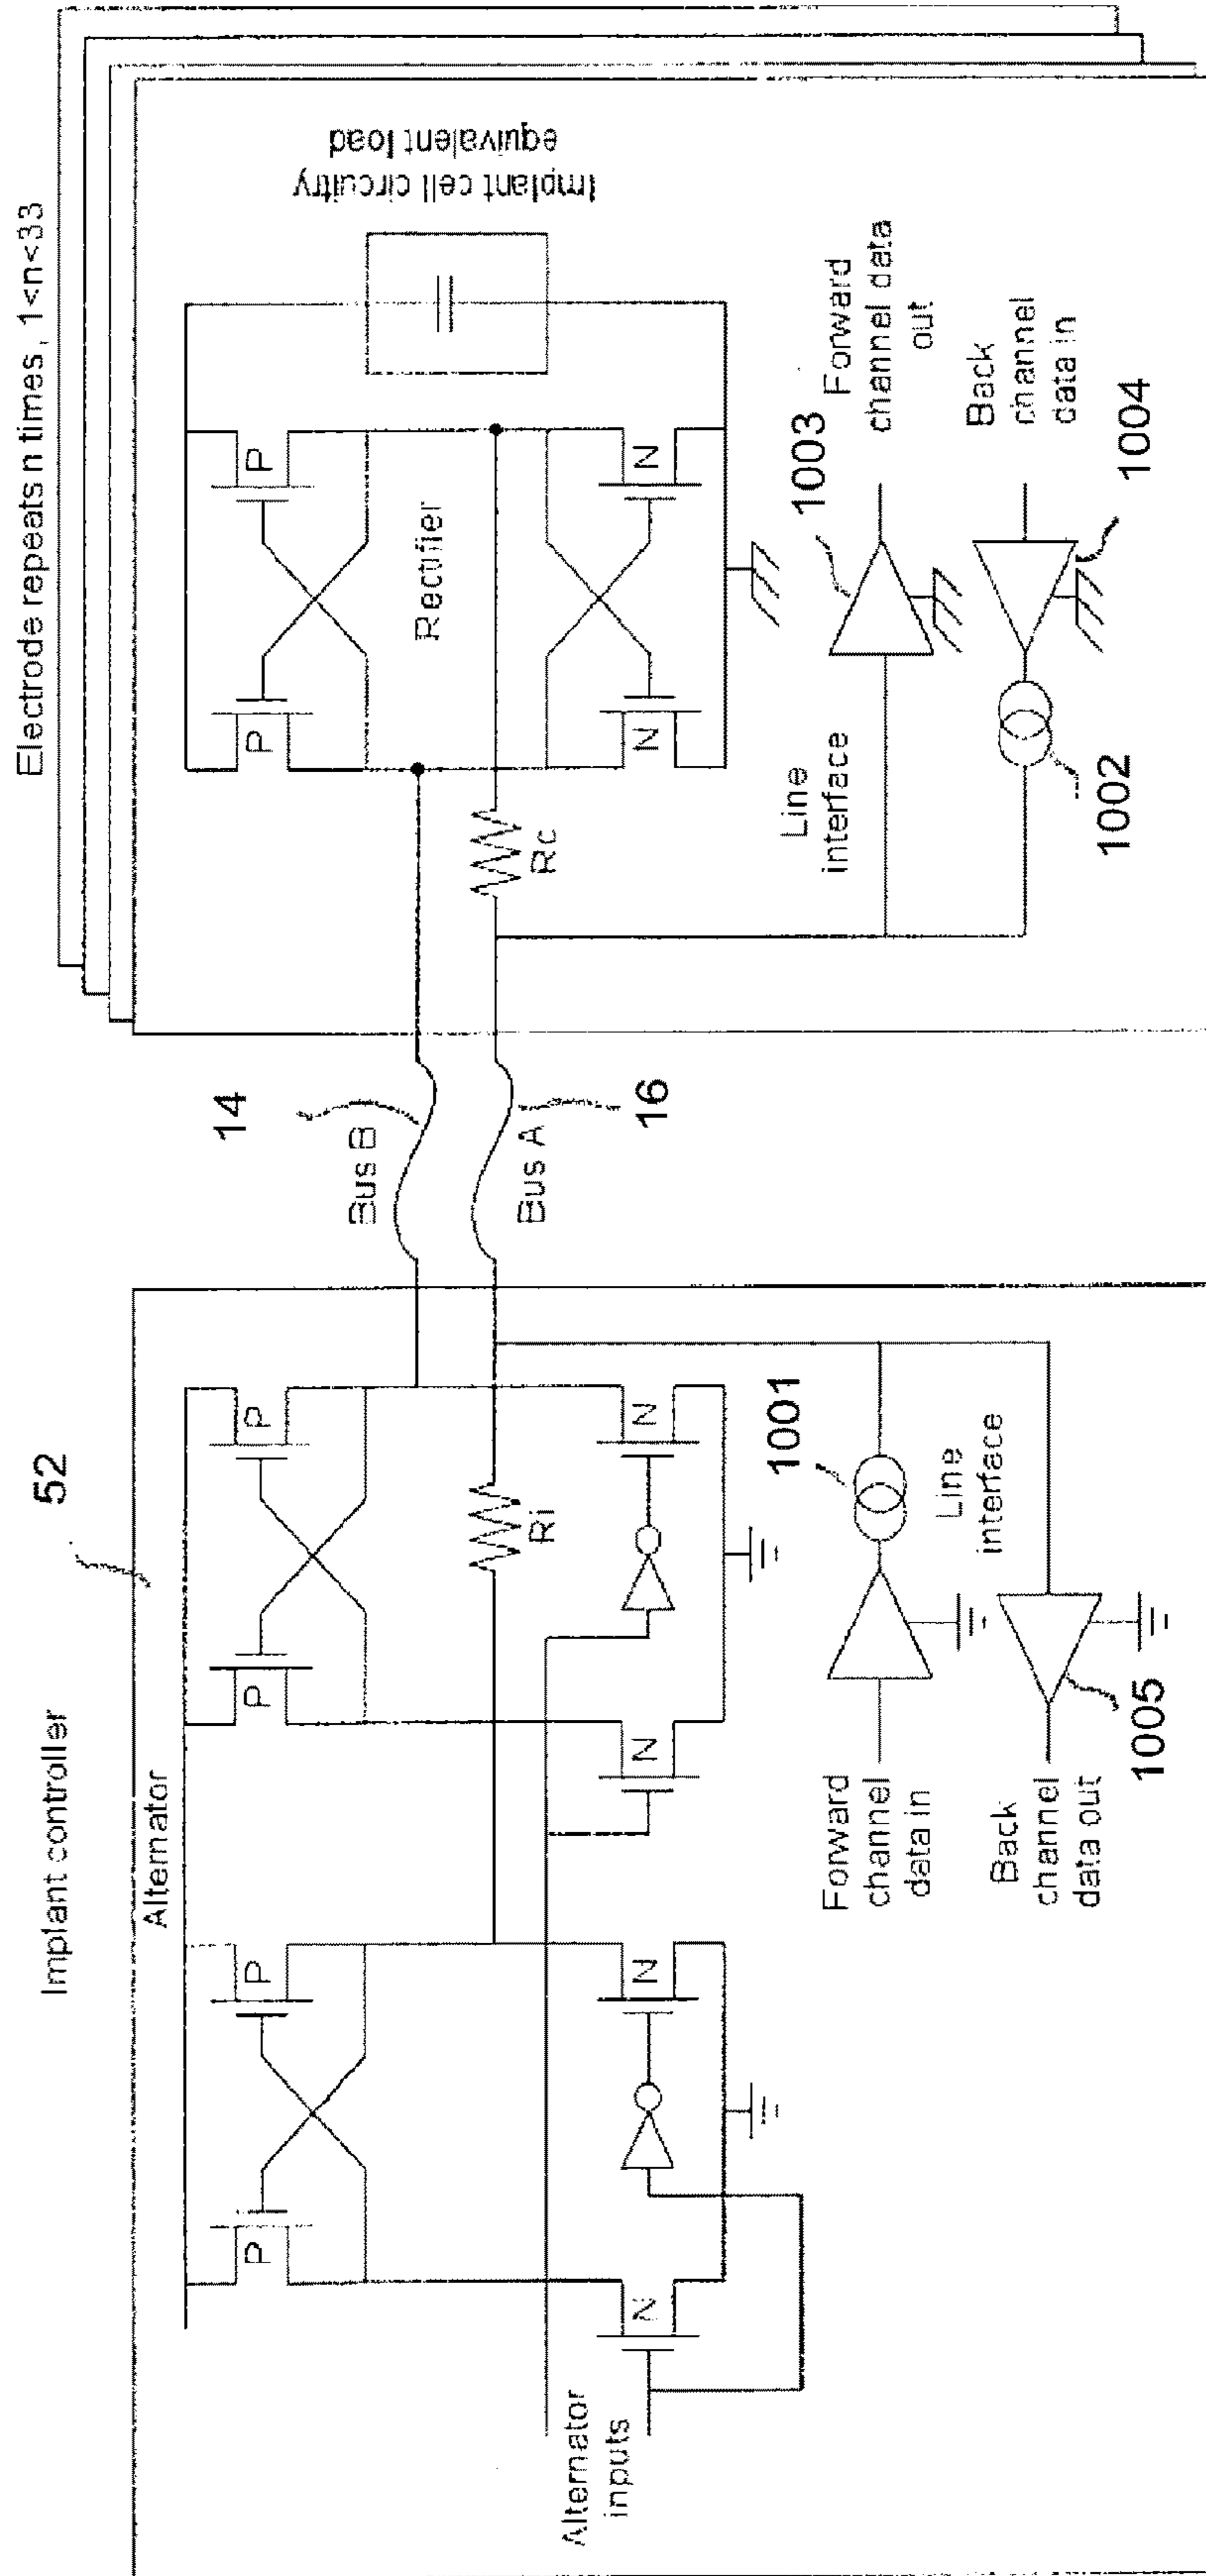 Electrode repeats n times, 1<n<33
Implant controller
52
Alternator
P
P
P
P
N
N
N
N
Ri
Alternator
inputs
Forward
channel
data in
1001
Line
interface
Back
channel
data out
1005
14
Bus B
Bus A
16
P
P
Rectifier
N
N
Rc
Implant cell circuitry
equivalent load
Line
interface
1003
Forward
channel data
out
Back
channel
data in
1004
1002